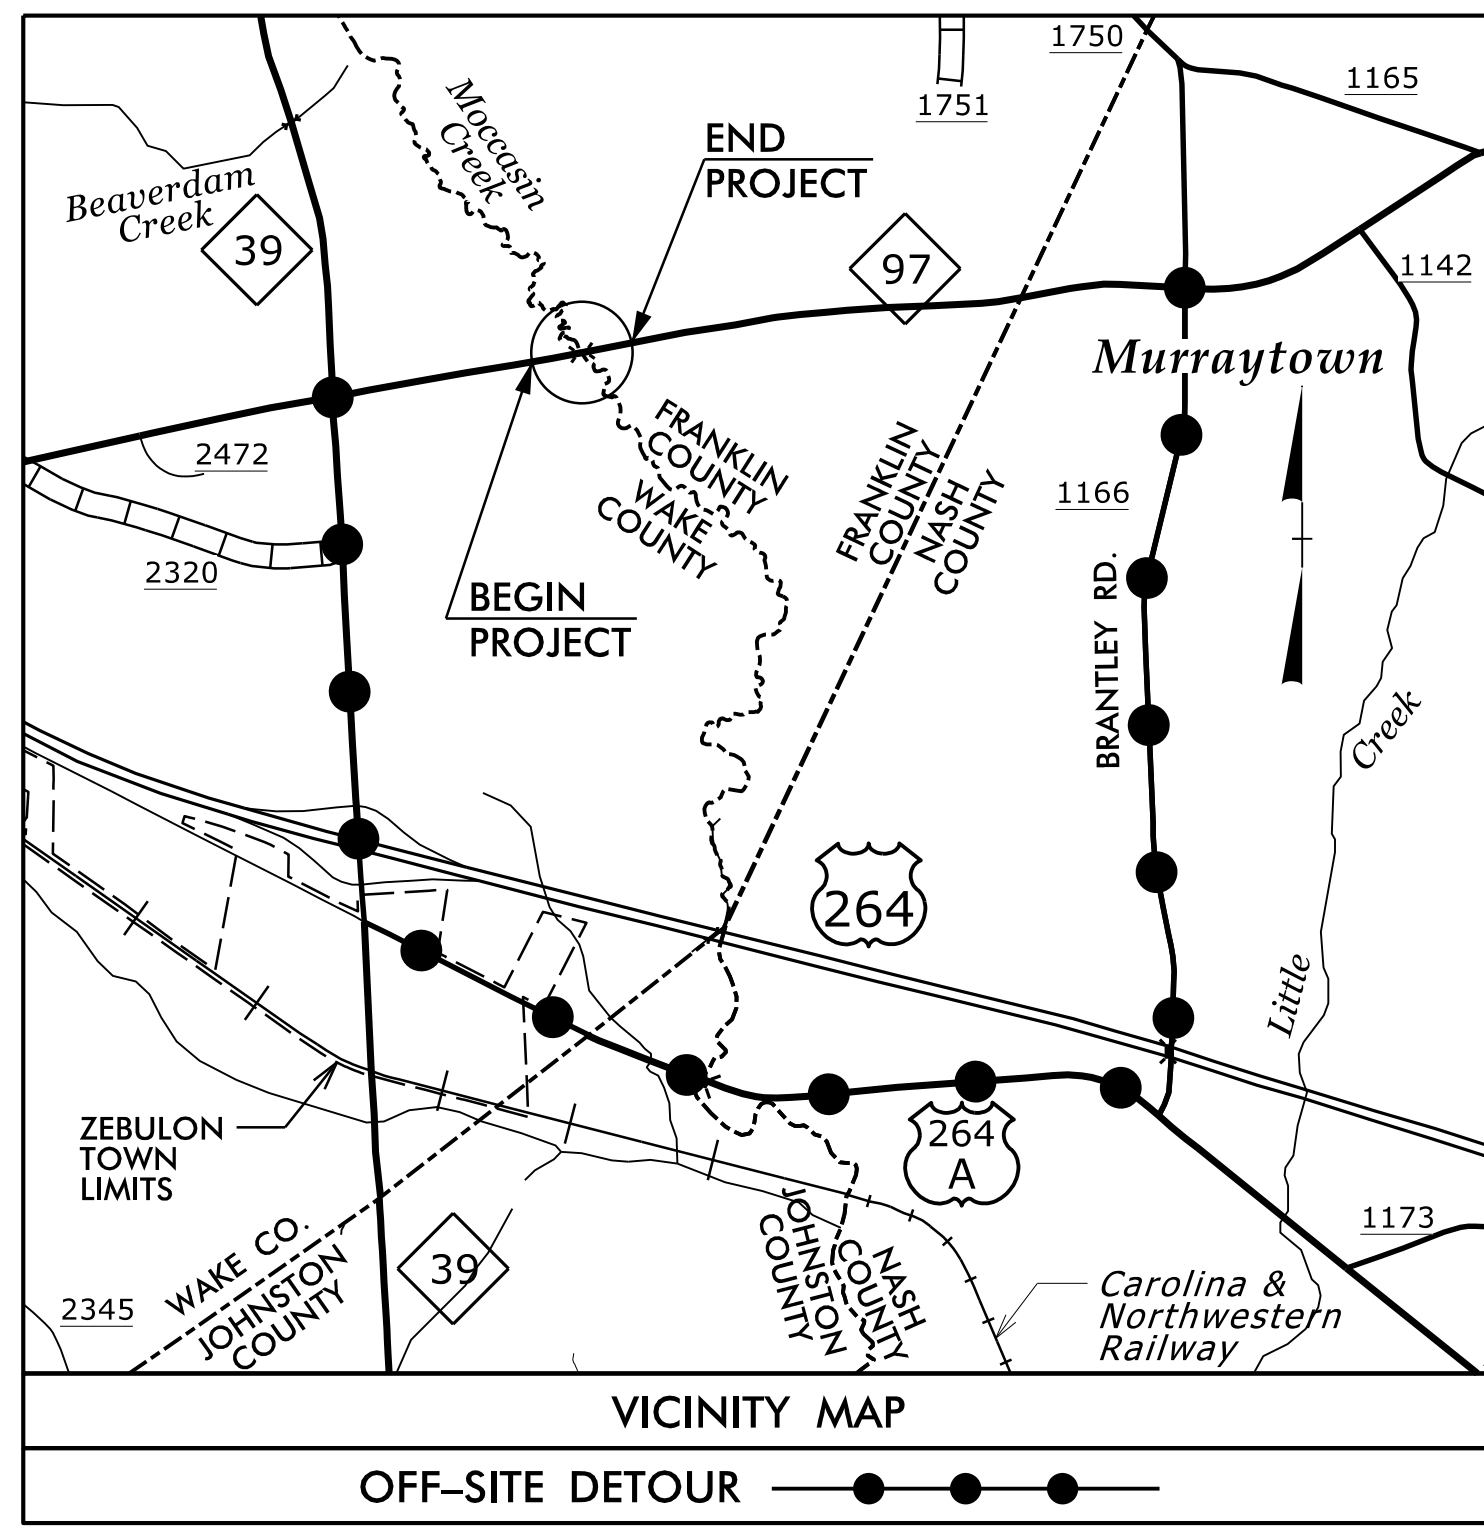 1750
1165
1751
Moccasin
Creek
END
PROJECT
Beaverdam
Creek
39
97
1142
Murraytown
2472
FRANKLIN
COUNTY
WAKE
COUNTY
FRANKLIN
COUNTY
NASH
COUNTY
1166
2320
BEGIN
PROJECT
BRANTLEY RD.
Creek
Little
264
264
A
ZEBULON
TOWN
LIMITS
WAKE CO.
JOHNSTON
COUNTY
39
JOHNSTON
COUNTY
NASH
COUNTY
1173
2345
Carolina &
Northwestern
Railway
VICINITY MAP
OFF-SITE DETOUR